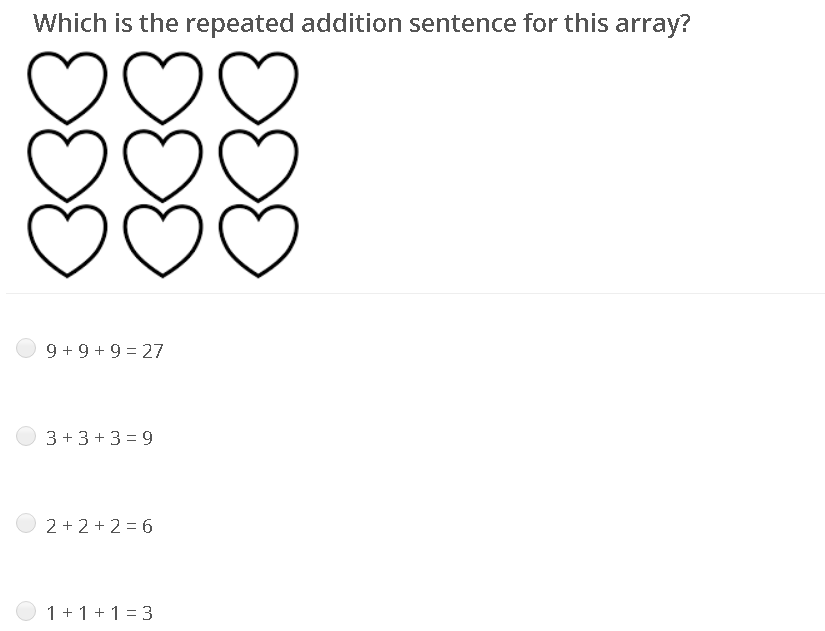 Which is the repeated addition sentence for this array?
9 + 9 + 9 = 27
3 + 3 + 3 = 9
2 + 2 + 2 = 6
1 + 1 + 1 = 3